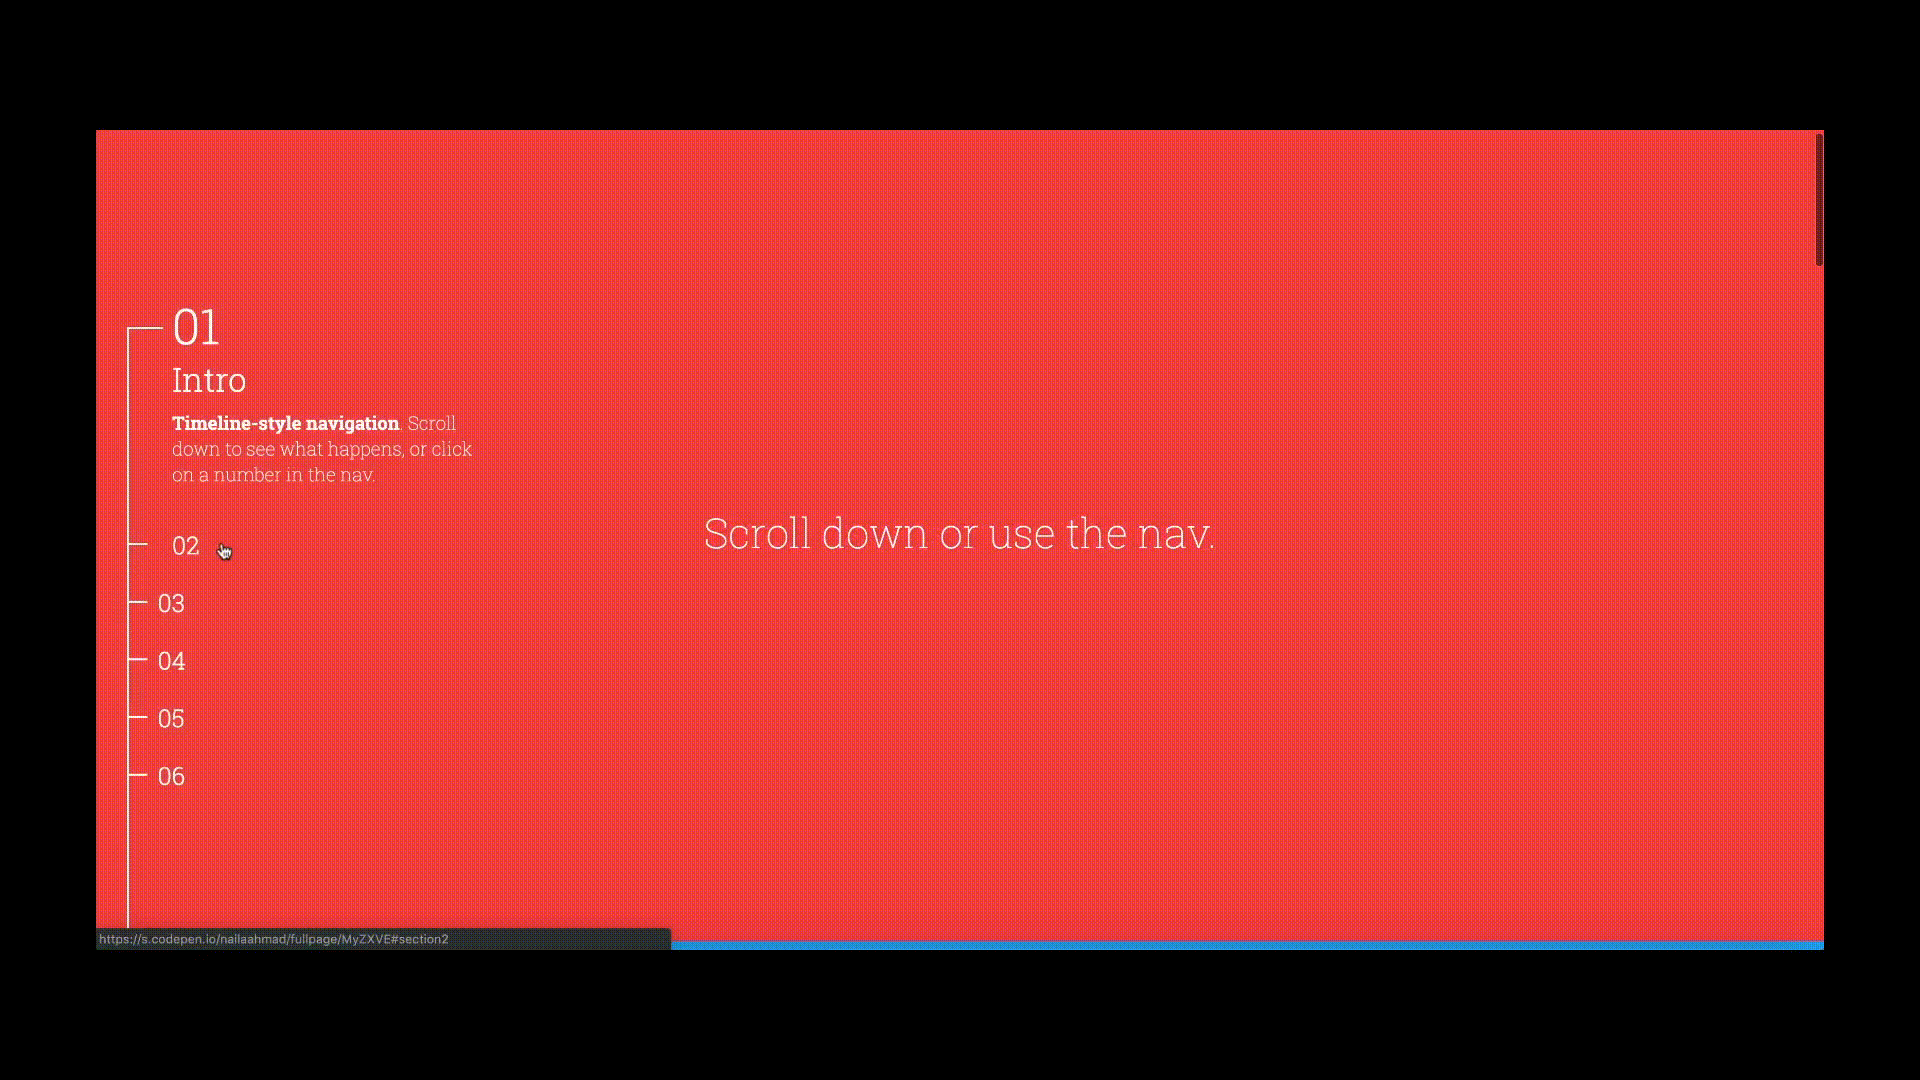 01
Intro
Timeline-style navigation. Scroll
down to see what happens, or click
on a number in the nav.
02
03
04
05
06
Scroll down or use the nav.
https://s.codepen.io/nailaahmad/fullpage/MyZXVE#section2